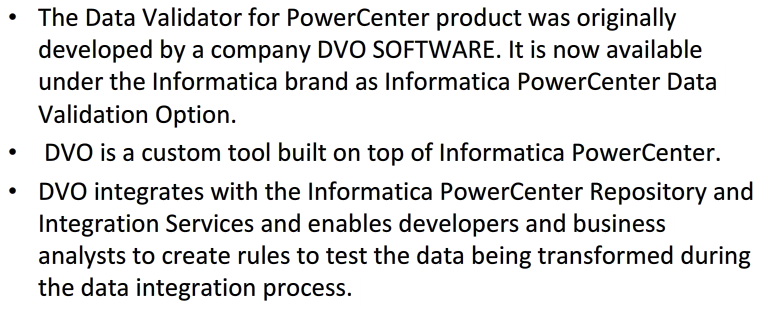 • The Data Validator for PowerCenter product was originally
developed by a company DVO SOFTWARE. It is now available
under the Informatica brand as Informatica PowerCenter Data
Validation Option.
• DVO is a custom tool built on top of Informatica PowerCenter.
• DVO integrates with the Informatica PowerCenter Repository and
Integration Services and enables developers and business
analysts to create rules to test the data being transformed during
the data integration process.